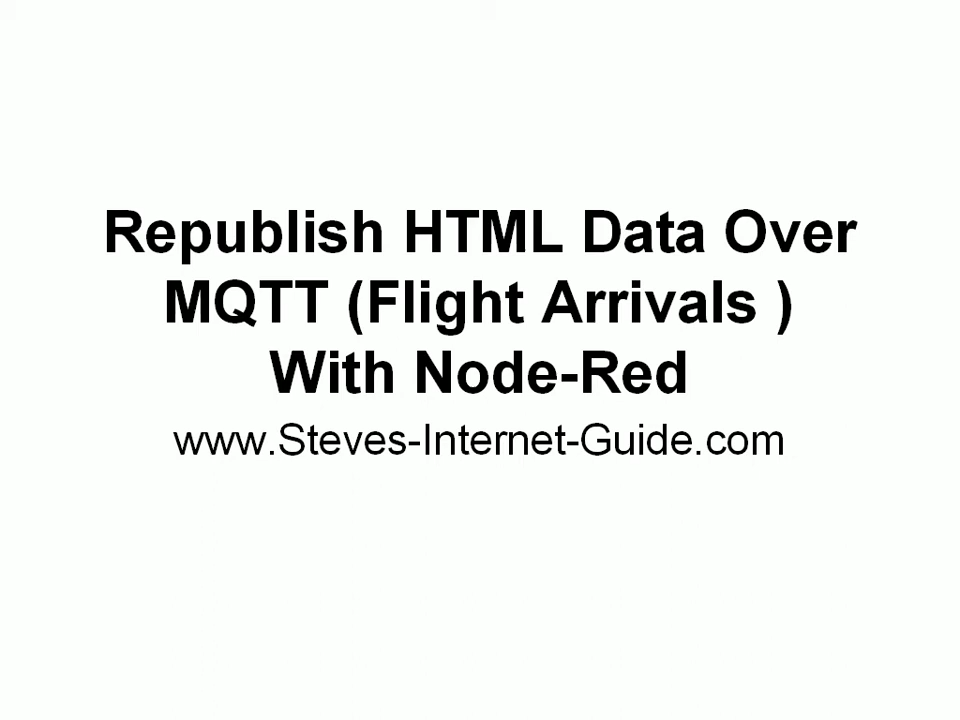 Republish HTML Data Over
MQTT (Flight Arrivals )
With Node-Red
www.Steves-Internet-Guide.com